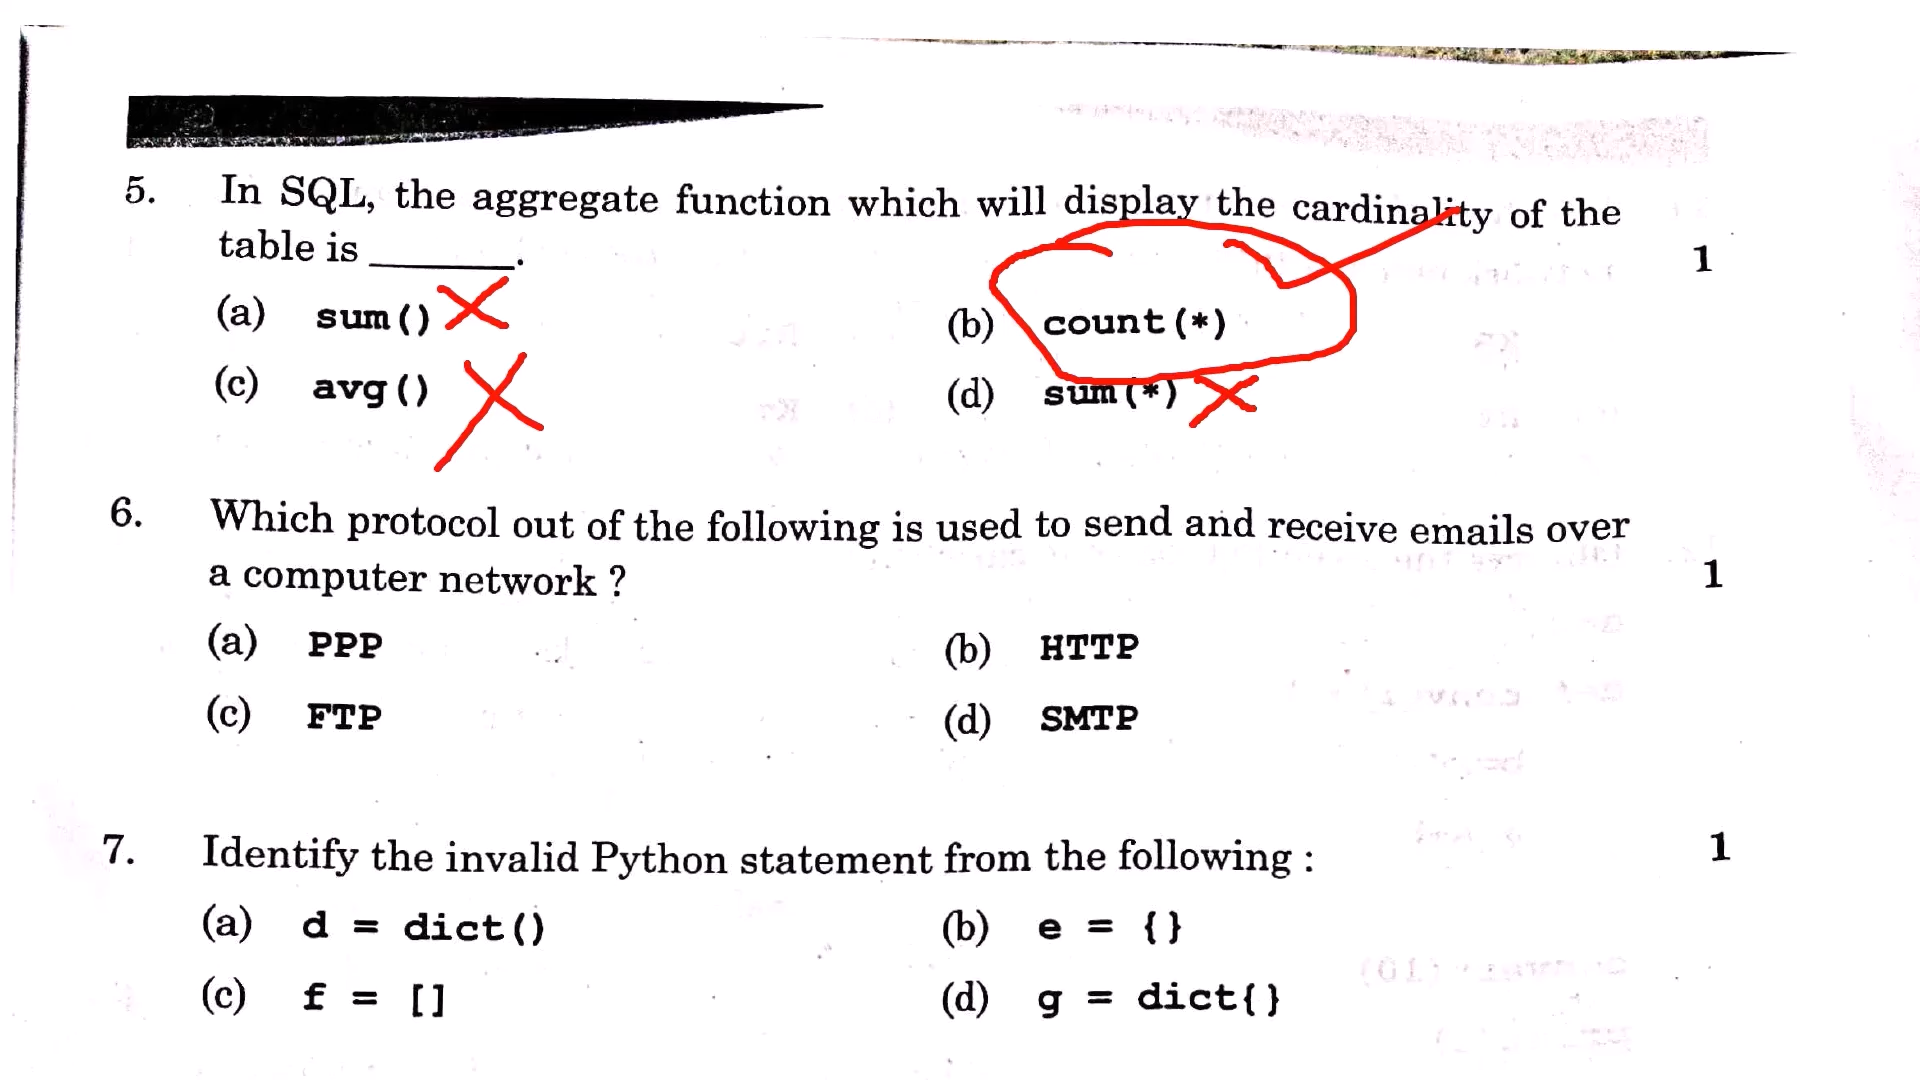 5. In SQL, the aggregate function which will display the cardinality of the
table is ______. 1
(a) sum() (b) count(*)
(c) avg() (d) sum(*)
6. Which protocol out of the following is used to send and receive emails over
a computer network ? 1
(a) PPP (b) HTTP
(c) FTP (d) SMTP
7. Identify the invalid Python statement from the following : 1
(a) d = dict() (b) e = {}
(c) f = [] (d) g = dict{}